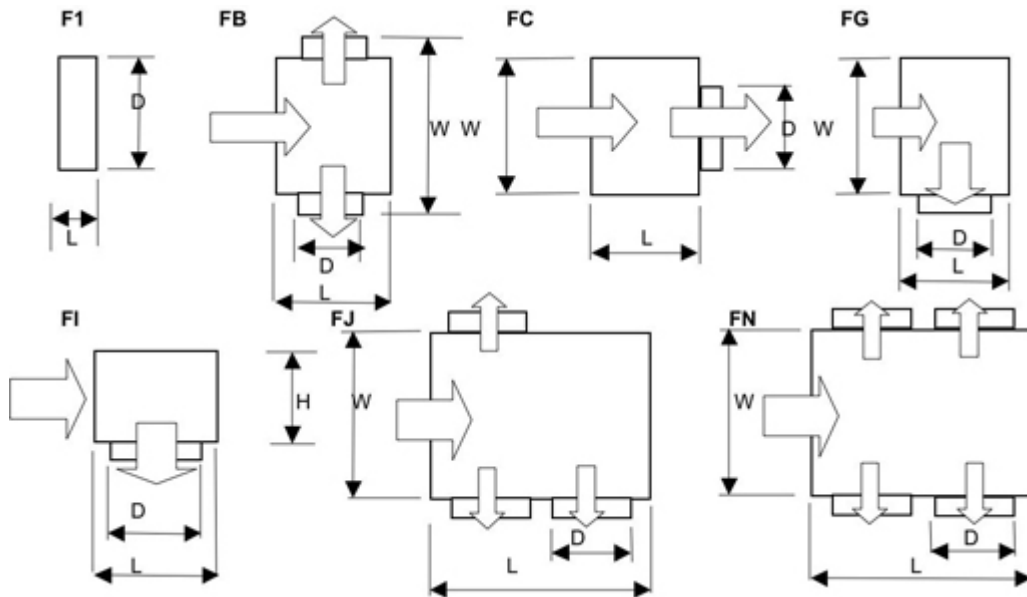 F1 FB FC FG
D W W D W
L D L D
L L
FI FJ FN
H W W
D D D
L L L